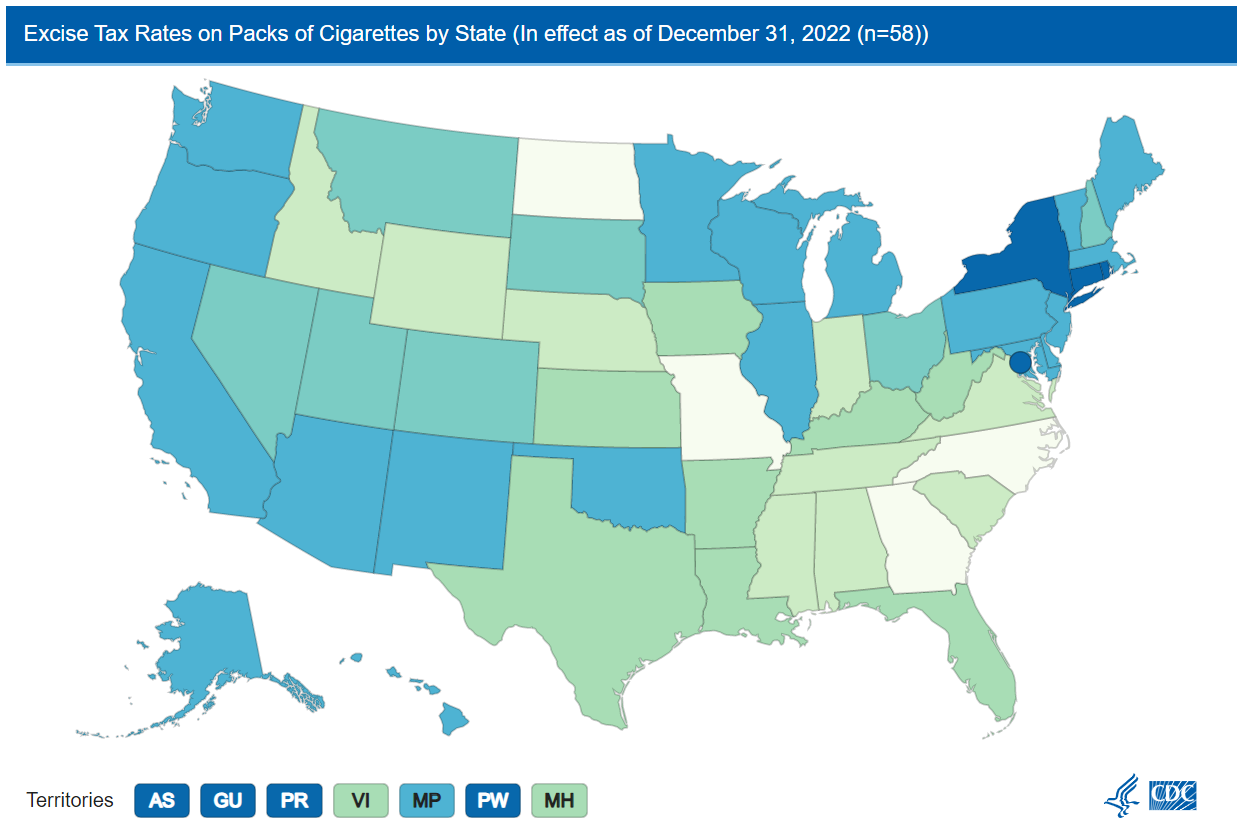 Excise Tax Rates on Packs of Cigarettes by State (In effect as of December 31, 2022 (n=58))
Territories AS GU PR VI MP PW MH
CDC